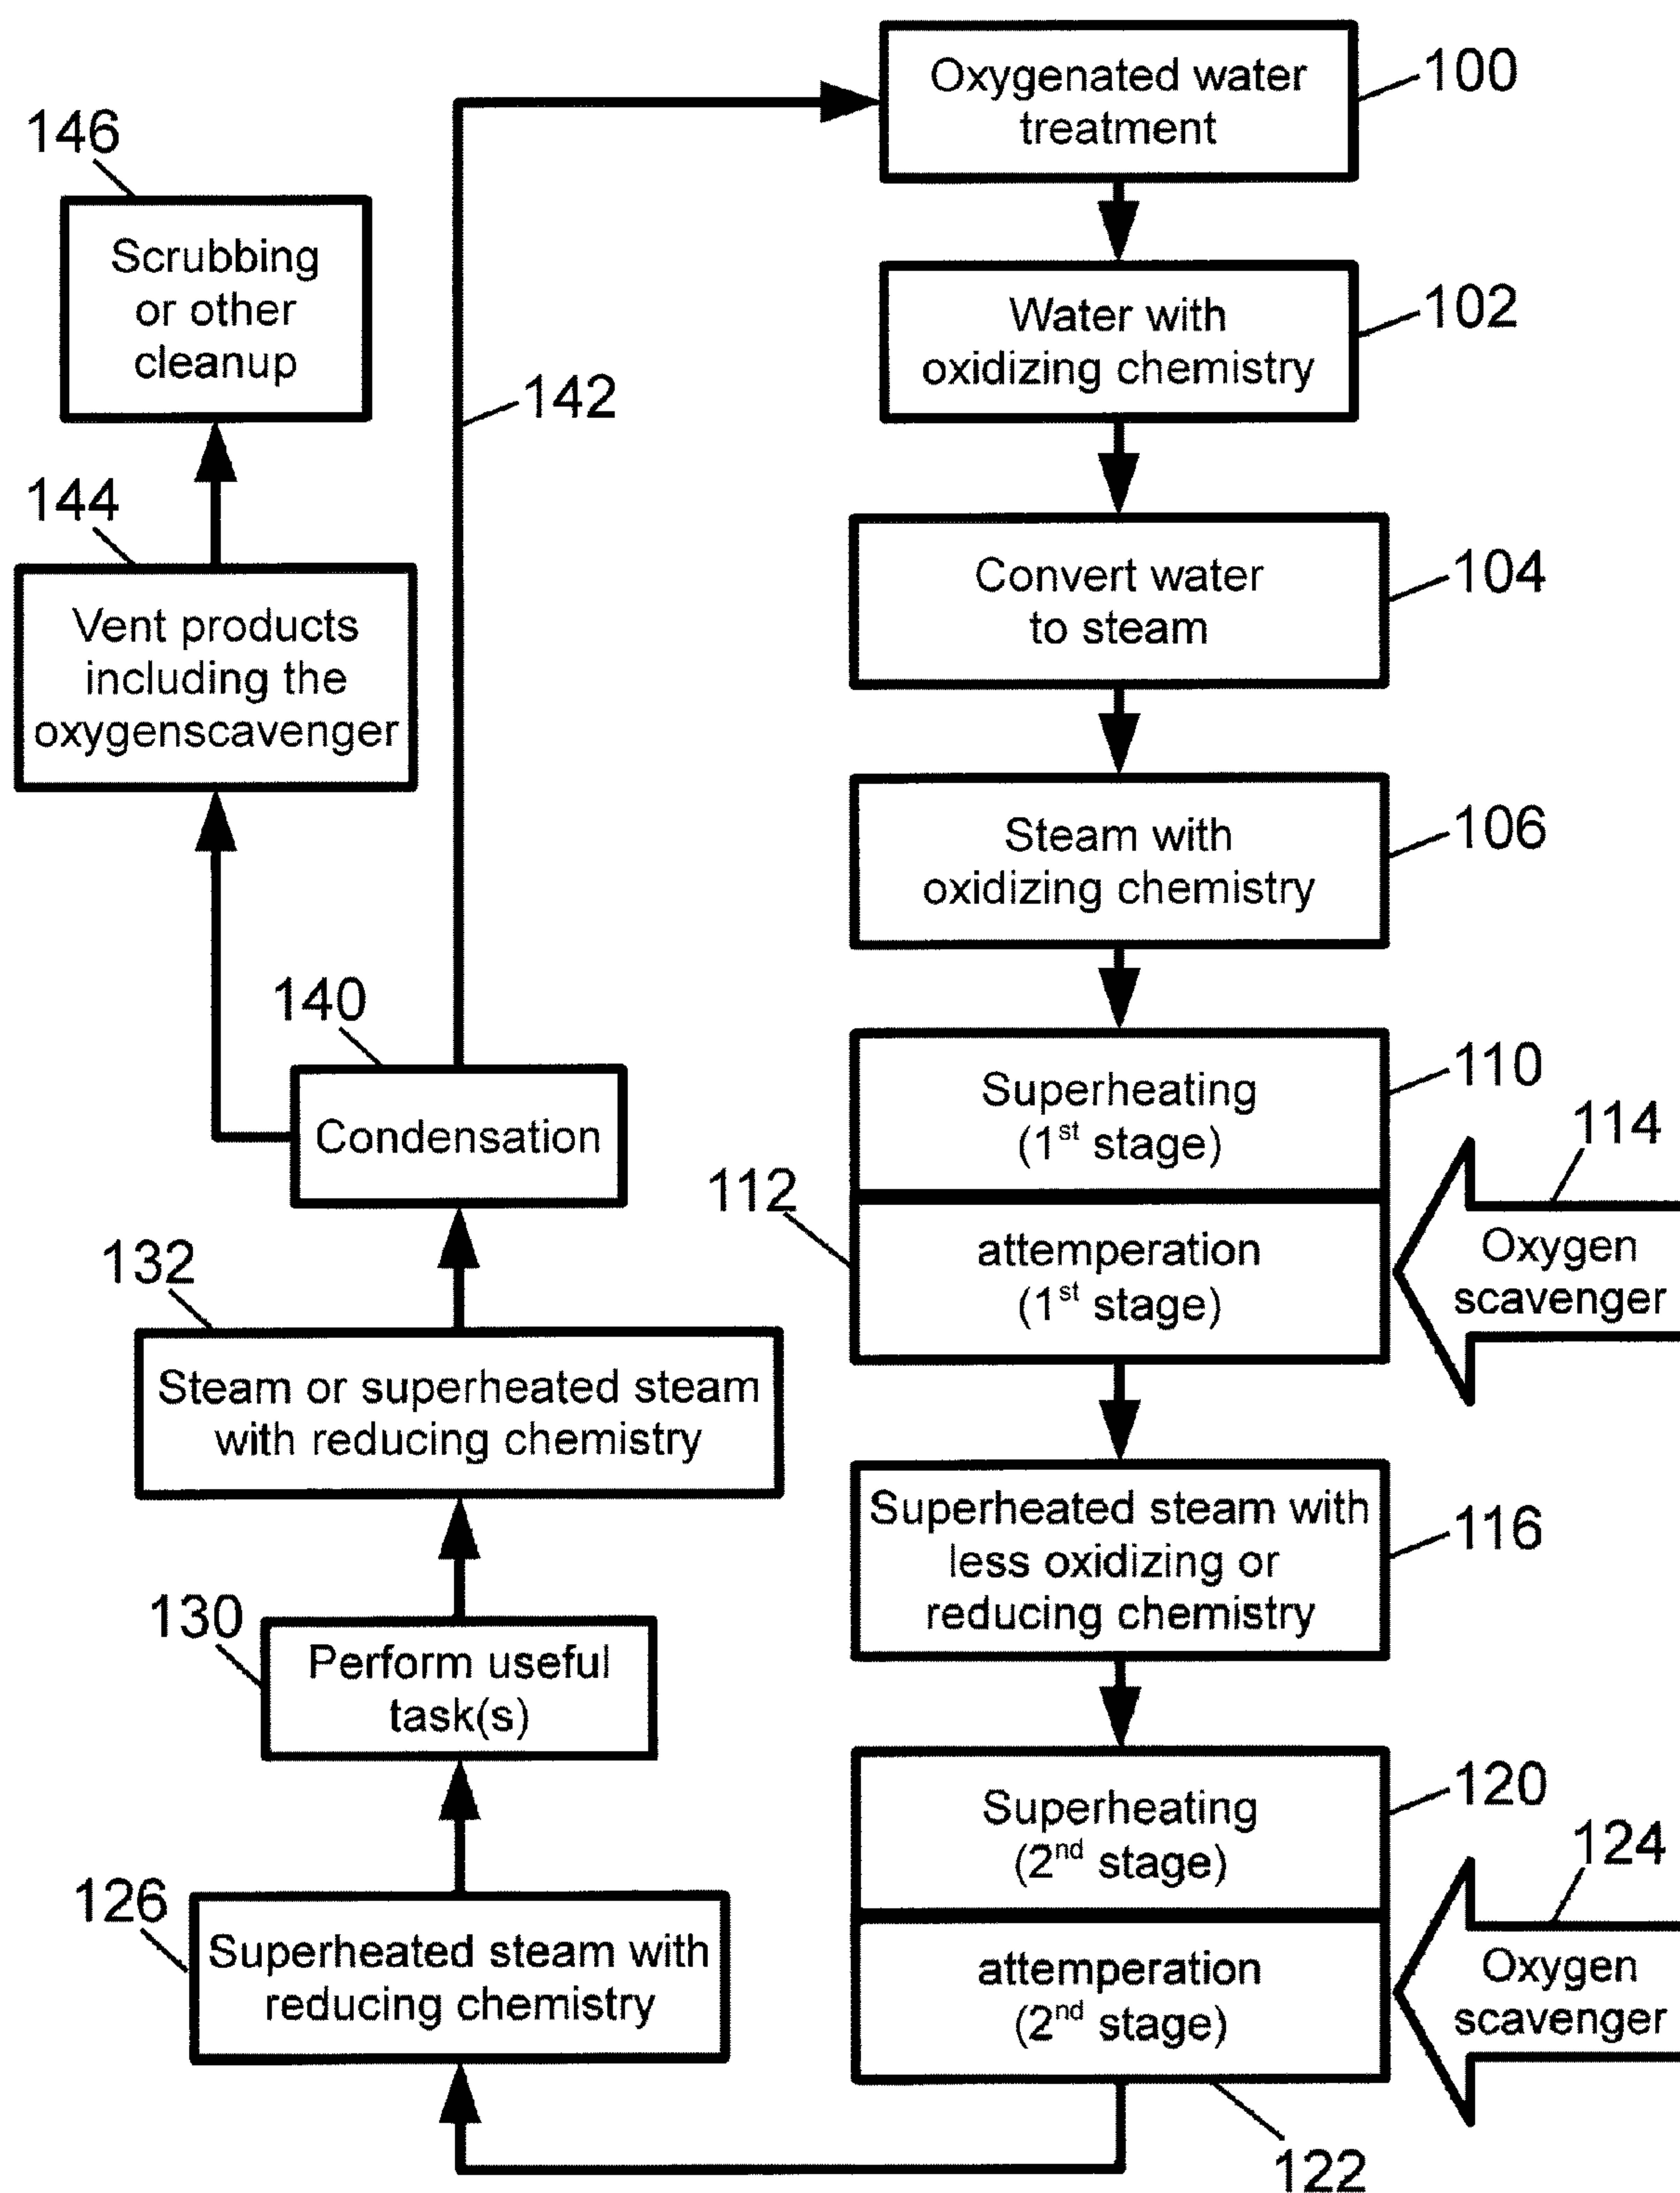 Oxygenated water
treatment
100
Water with
oxidizing chemistry
102
Convert water
to steam
104
Steam with
oxidizing chemistry
106
Superheating
(1st stage)
110
112
attemperation
(1st stage)
114
Oxygen
scavenger
Superheated steam with
less oxidizing or
reducing chemistry
116
Superheating
(2nd stage)
120
attemperation
(2nd stage)
122
124
Oxygen
scavenger
126
Superheated steam with
reducing chemistry
130
Perform useful
task(s)
132
Steam or superheated steam
with reducing chemistry
140
Condensation
142
144
Vent products
including the
oxygenscavenger
146
Scrubbing
or other
cleanup